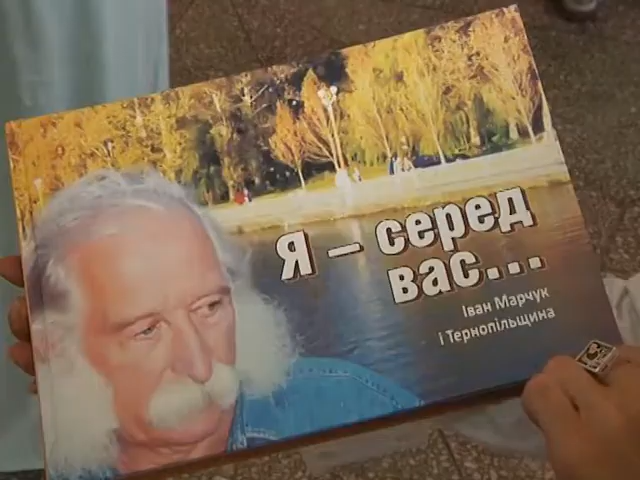 Я – серед
вас...
Іван Марчук
і Тернопільщина